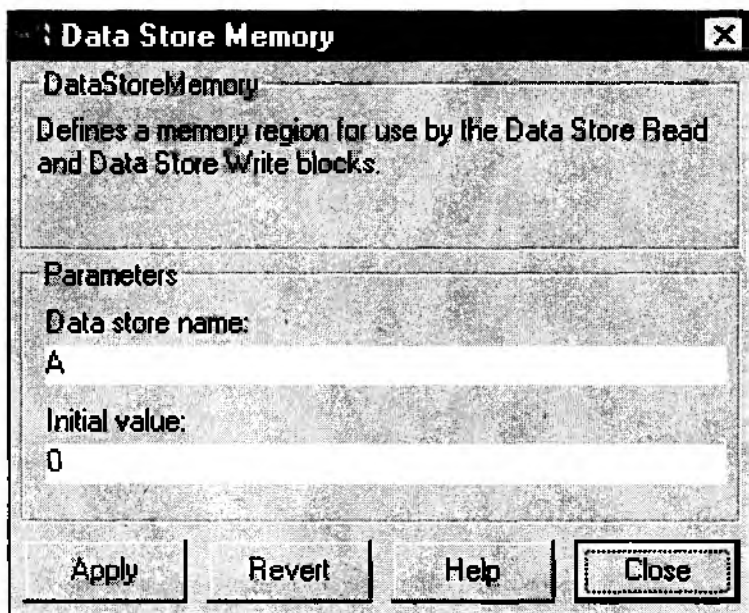 Data Store Memory
DataStoreMemory
Defines a memory region for use by the Data Store Read
and Data Store Write blocks.
Parameters
Data store name:
A
Initial value:
0
Apply Revert Help Close